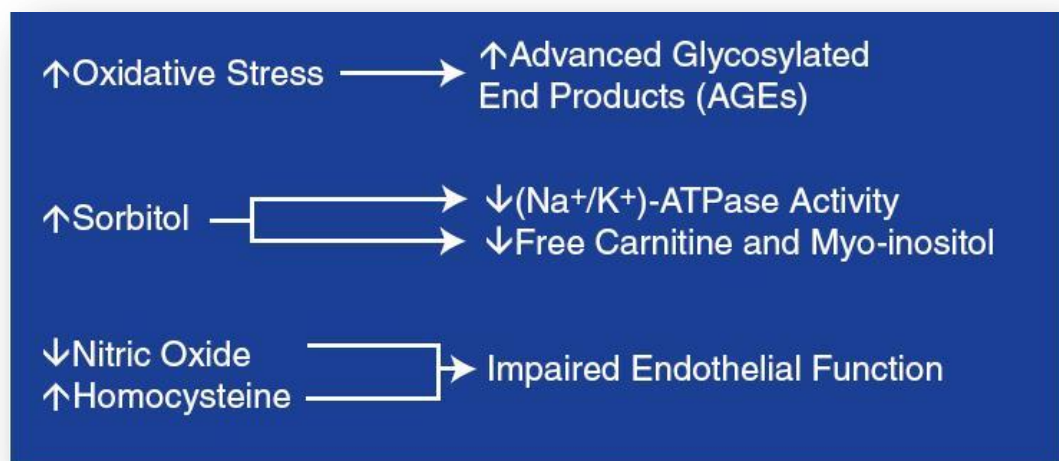 ↑Oxidative Stress
↑Advanced Glycosylated
End Products (AGEs)
↑Sorbitol
↓(Na⁺/K⁺)-ATPase Activity
↓Free Carnitine and Myo-inositol
↓Nitric Oxide
↑Homocysteine
Impaired Endothelial Function